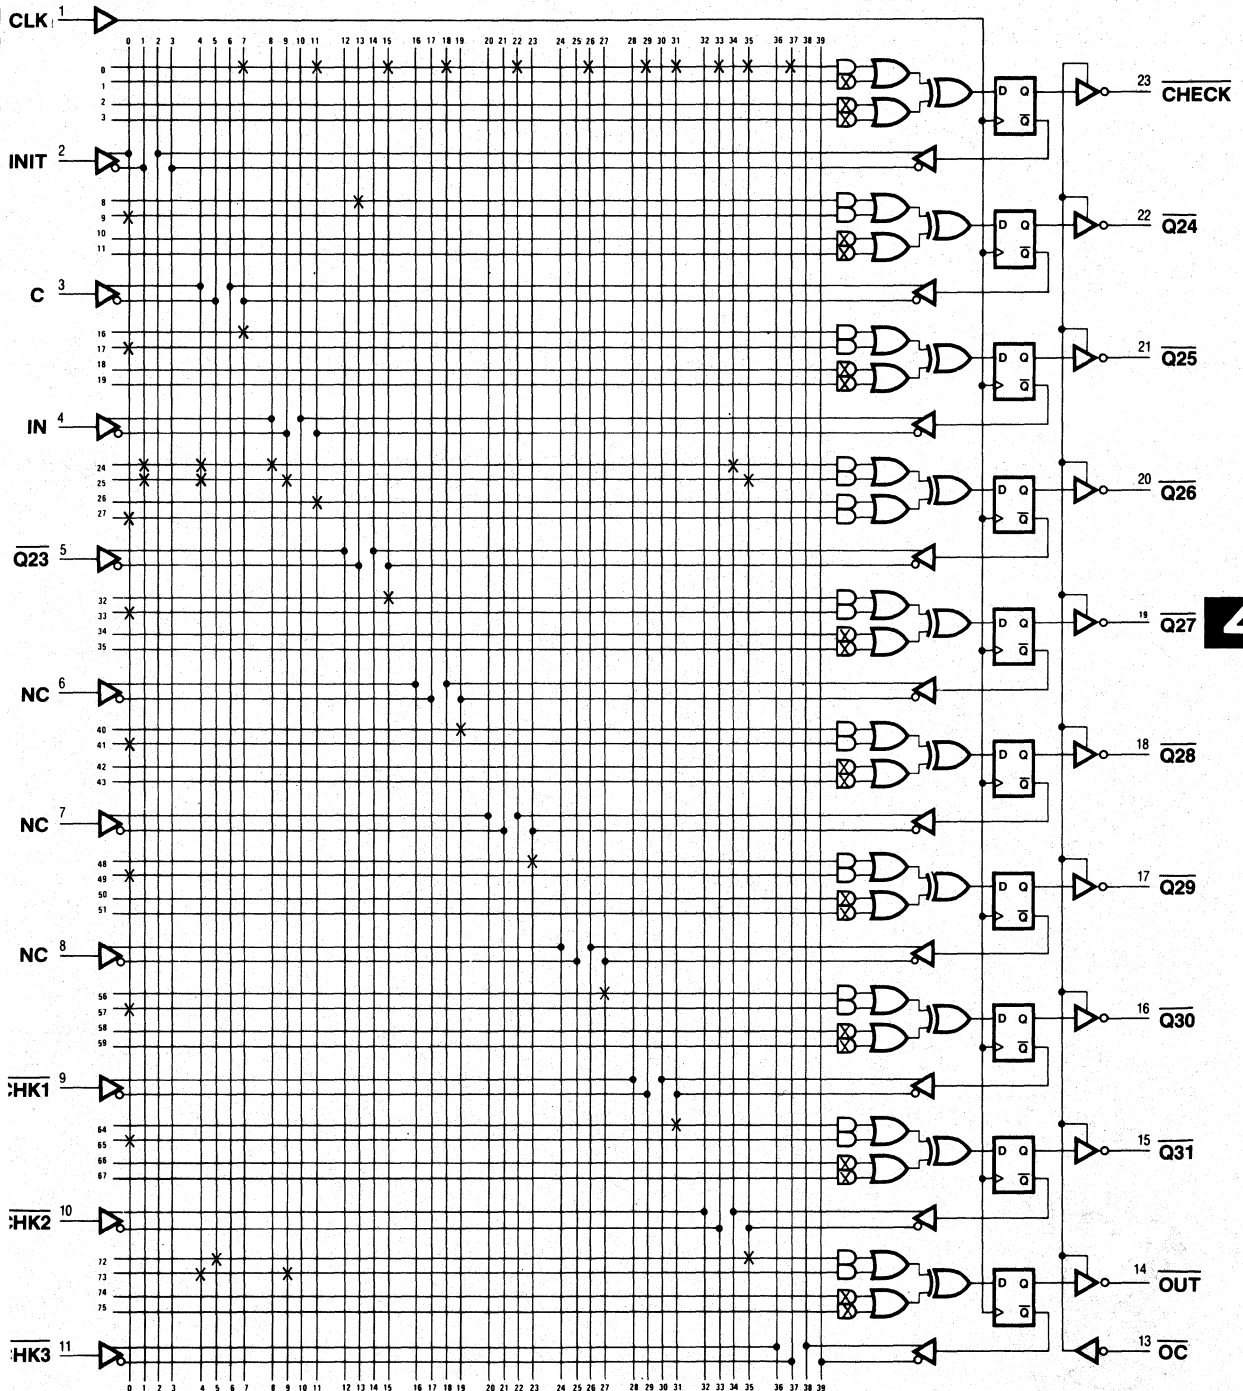 CLK 1
0 1 2 3 4 5 6 7 8 9 10 11 12 13 14 15 16 17 18 19 20 21 22 23 24 25 26 27 28 29 30 31 32 33 34 35 36 37 38 39
0
1
2
3
D Q
Q
23 CHECK
INIT 2
8
9
10
11
D Q
Q
22 Q24
C 3
16
17
18
19
D Q
Q
21 Q25
IN 4
24
25
26
27
D Q
Q
20 Q26
Q23 5
32
33
34
35
D Q
Q
19 Q27
NC 6
40
41
42
43
D Q
Q
18 Q28
NC 7
48
49
50
51
D Q
Q
17 Q29
NC 8
56
57
58
59
D Q
Q
16 Q30
HK1 9
64
65
66
67
D Q
Q
15 Q31
HK2 10
72
73
74
75
D Q
Q
14 OUT
HK3 11
13 OC
0 1 2 3 4 5 6 7 8 9 10 11 12 13 14 15 16 17 18 19 20 21 22 23 24 25 26 27 28 29 30 31 32 33 34 35 36 37 38 39